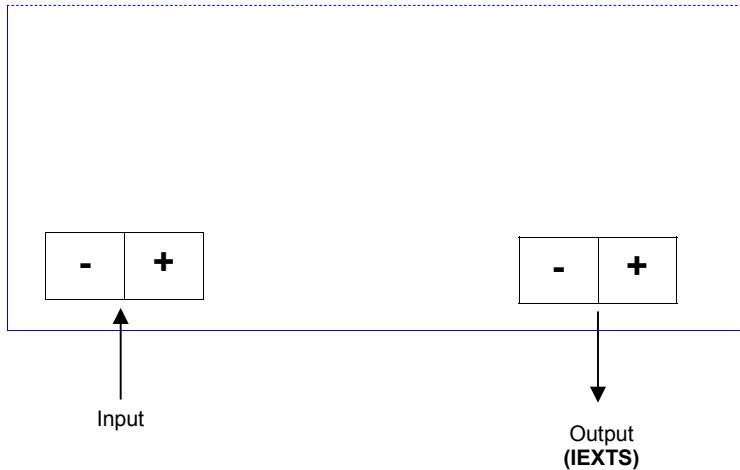 - +
- +
Input
Output
(IEXTS)